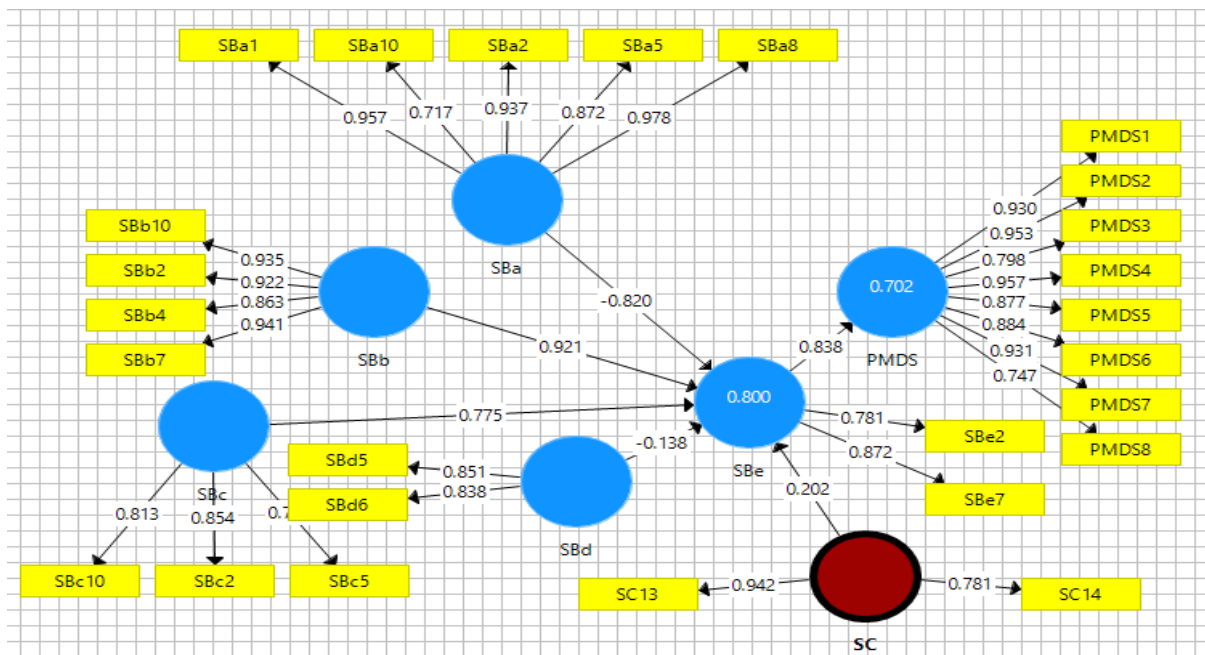 SBa1
SBa10
SBa2
SBa5
SBa8
0.957
0.717
0.937
0.872
0.978
SBa
PMDS1
PMDS2
PMDS3
PMDS4
PMDS5
PMDS6
PMDS7
PMDS8
0.930
0.953
0.798
0.957
0.877
0.884
0.931
0.747
0.702
PMDS
SBb10
SBb2
SBb4
SBb7
0.935
0.922
0.863
0.941
SBb
-0.820
0.921
0.838
0.775
-0.138
0.800
SBe
0.781
0.872
SBe2
SBe7
SBc
0.813
0.854
SBc10
SBc2
SBc5
SBd5
SBd6
0.851
0.838
SBd
0.202
SC13
0.942
0.781
SC14
SC